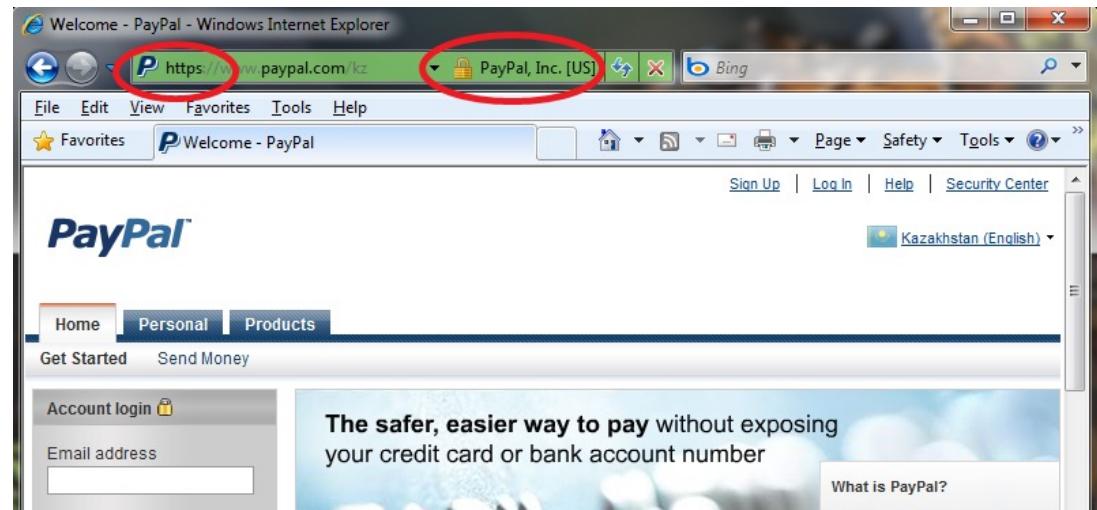 Welcome - PayPal - Windows Internet Explorer
https://www.paypal.com/kz PayPal, Inc. [US] Bing
File Edit View Favorites Tools Help
Favorites Welcome - PayPal Page Safety Tools
Sign Up | Log In | Help | Security Center
PayPal™
Kazakhstan (English)
Home Personal Products
Get Started Send Money
Account login
The safer, easier way to pay without exposing
your credit card or bank account number
Email address
What is PayPal?